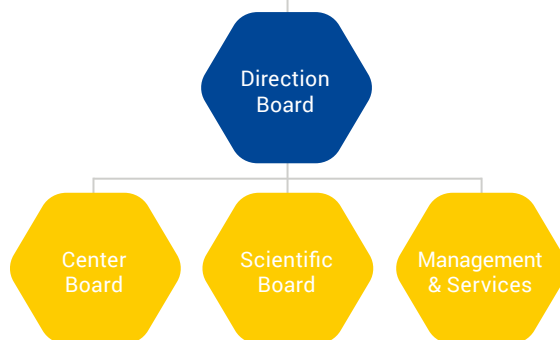 Direction
Board
Center
Board
Scientific
Board
Management
& Services